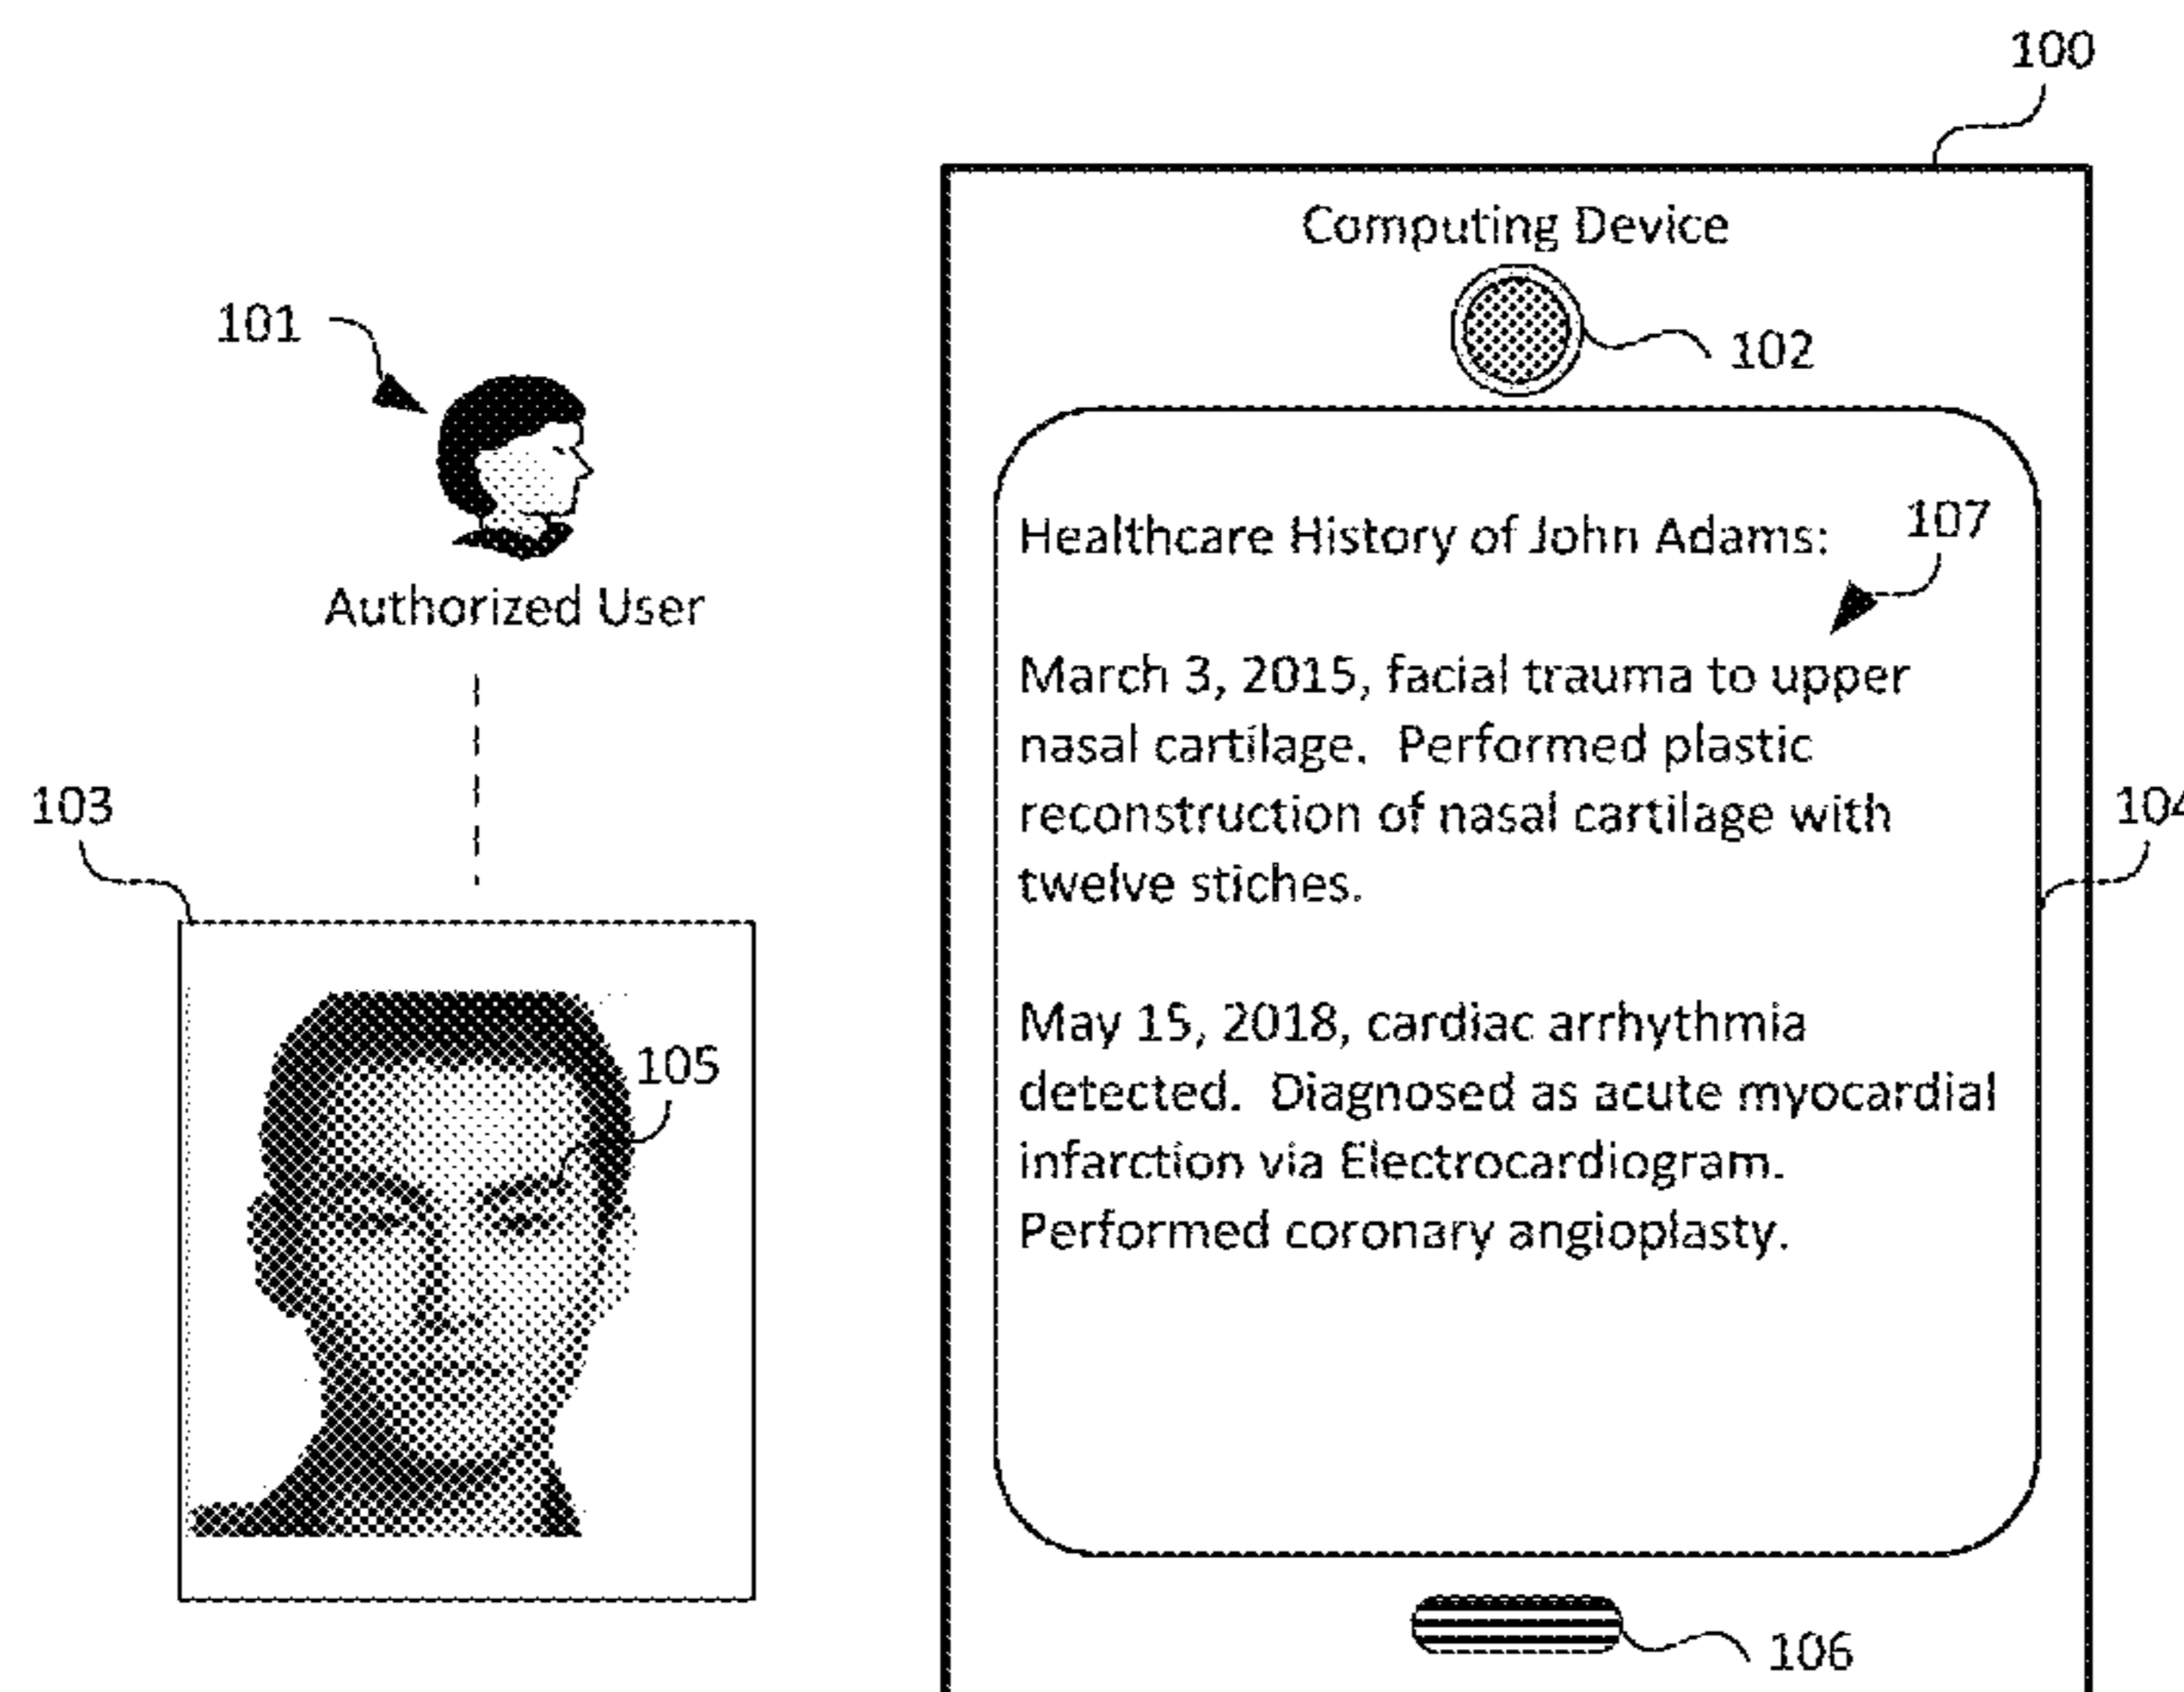 100
Computing Device
101
102
Authorized User
Healthcare History of John Adams:
107
March 3, 2015, facial trauma to upper
nasal cartilage.  Performed plastic
reconstruction of nasal cartilage with
twelve stiches.
103
104
105
May 15, 2018, cardiac arrhythmia
detected.  Diagnosed as acute myocardial
infarction via Electrocardiogram.
Performed coronary angioplasty.
106